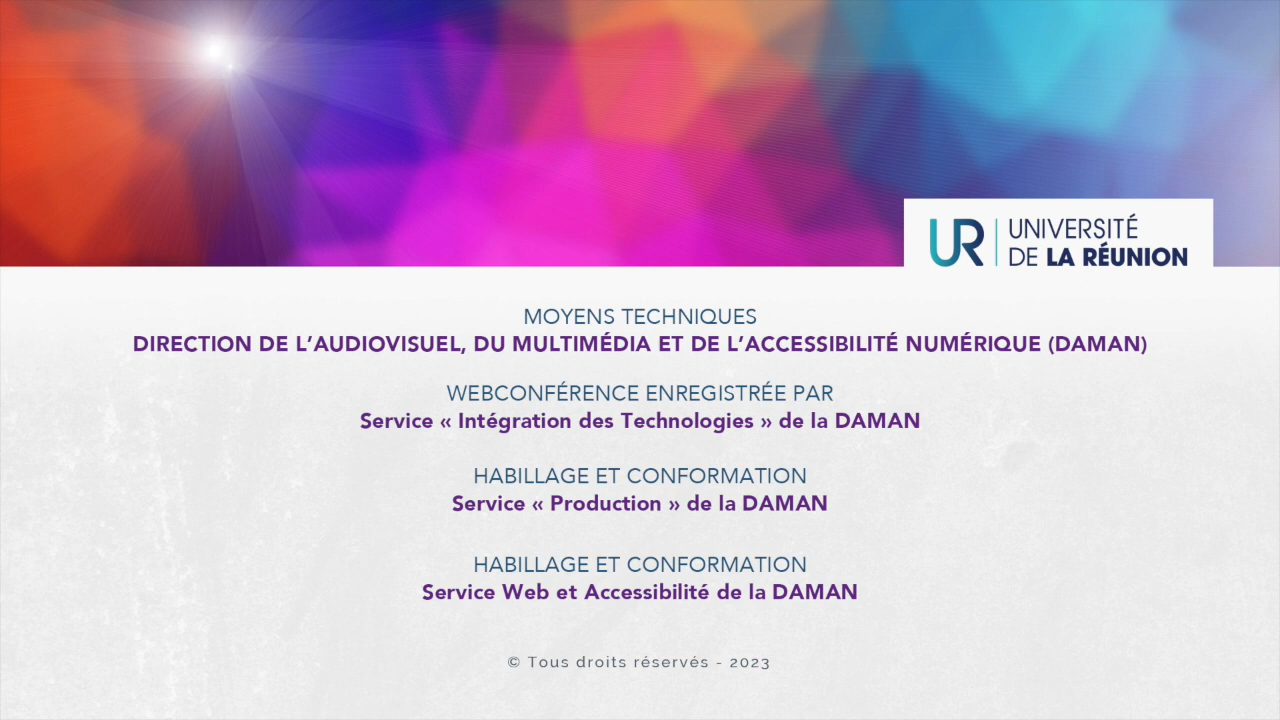 UR UNIVERSITÉ
DE LA RÉUNION
MOYENS TECHNIQUES
DIRECTION DE L’AUDIOVISUEL, DU MULTIMÉDIA ET DE L’ACCESSIBILITÉ NUMÉRIQUE (DAMAN)
WEBCONFÉRENCE ENREGISTRÉE PAR
Service « Intégration des Technologies » de la DAMAN
HABILLAGE ET CONFORMATION
Service « Production » de la DAMAN
HABILLAGE ET CONFORMATION
Service Web et Accessibilité de la DAMAN
© Tous droits réservés - 2023